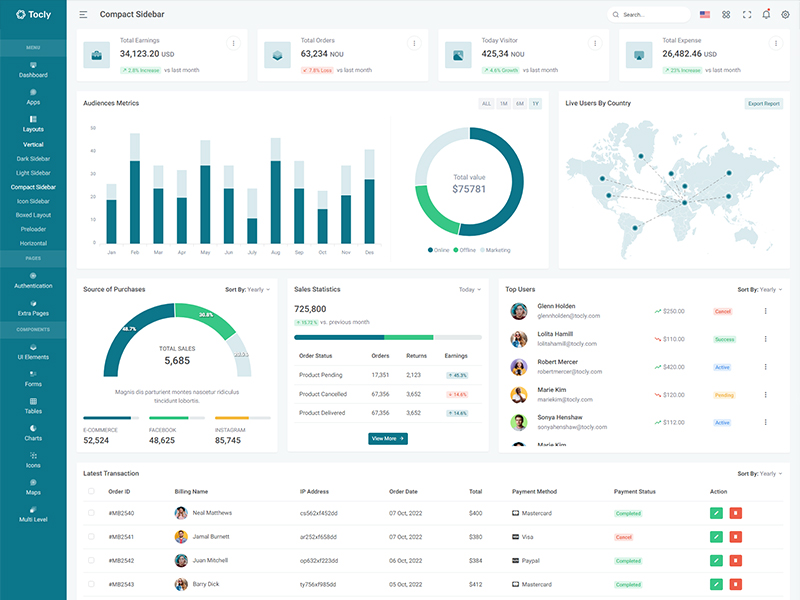 Tocly
Compact Sidebar
Search...
MENU
Dashboard
Apps
Layouts
Vertical
Dark Sidebar
Light Sidebar
Compact Sidebar
Icon Sidebar
Boxed Layout
Preloader
Horizontal
PAGES
Authentication
Extra Pages
COMPONENTS
UI Elements
Forms
Tables
Charts
Icons
Maps
Multi Level
Total Earnings
34,123.20 USD
2.8% Increase vs last month
Total Orders
63,234 NOU
7.8% Loss vs last month
Today Visitor
425,34 NOU
4.6% Growth vs last month
Total Expense
26,482.46 USD
23% Increase vs last month
Audiences Metrics
ALL 1M 6M 1Y
50
40
30
20
10
0
Jan Feb Mar Apr May Jun July Aug Sep Oct Nov Dec
Total value
$75781
Online Offline Marketing
Live Users By Country
Export Report
Source of Purchases
Sort By: Yearly
48.7%
30.8%
TOTAL SALES
5,685
Magnis dis parturient montes nascetur ridiculus
tincidunt lobortis.
E-COMMERCE FACEBOOK INSTAGRAM
52,524 48,625 85,745
Sales Statistics
Today
725,800
15.72 % vs. previous month
Order Status Orders Returns Earnings
Product Pending 17,351 2,123 45.3%
Product Cancelled 67,356 3,652 14.6%
Product Delivered 67,356 3,652 14.6%
View More
Top Users
Sort By: Yearly
Glenn Holden
glennholden@tocly.com
$250.00 Cancel
Lolita Hamill
lolitahamill@tocly.com
$110.00 Success
Robert Mercer
robertmercer@tocly.com
$420.00 Active
Marie Kim
mariekim@tocly.com
$120.00 Pending
Sonya Henshaw
sonyahenshaw@tocly.com
$112.00 Active
Marie Kim
Latest Transaction
Sort By: Yearly
Order ID Billing Name IP Address Order Date Total Payment Method Payment Status Action
#MB2540 Neal Matthews cs562xf452dd 07 Oct, 2022 $400 Mastercard Completed
#MB2541 Jamal Burnett ar252xf658dd 07 Oct, 2022 $380 Visa Cancel
#MB2542 Juan Mitchell op632xf223dd 06 Oct, 2022 $384 Paypal Completed
#MB2543 Barry Dick ty756xf985dd 05 Oct, 2022 $412 Mastercard Completed